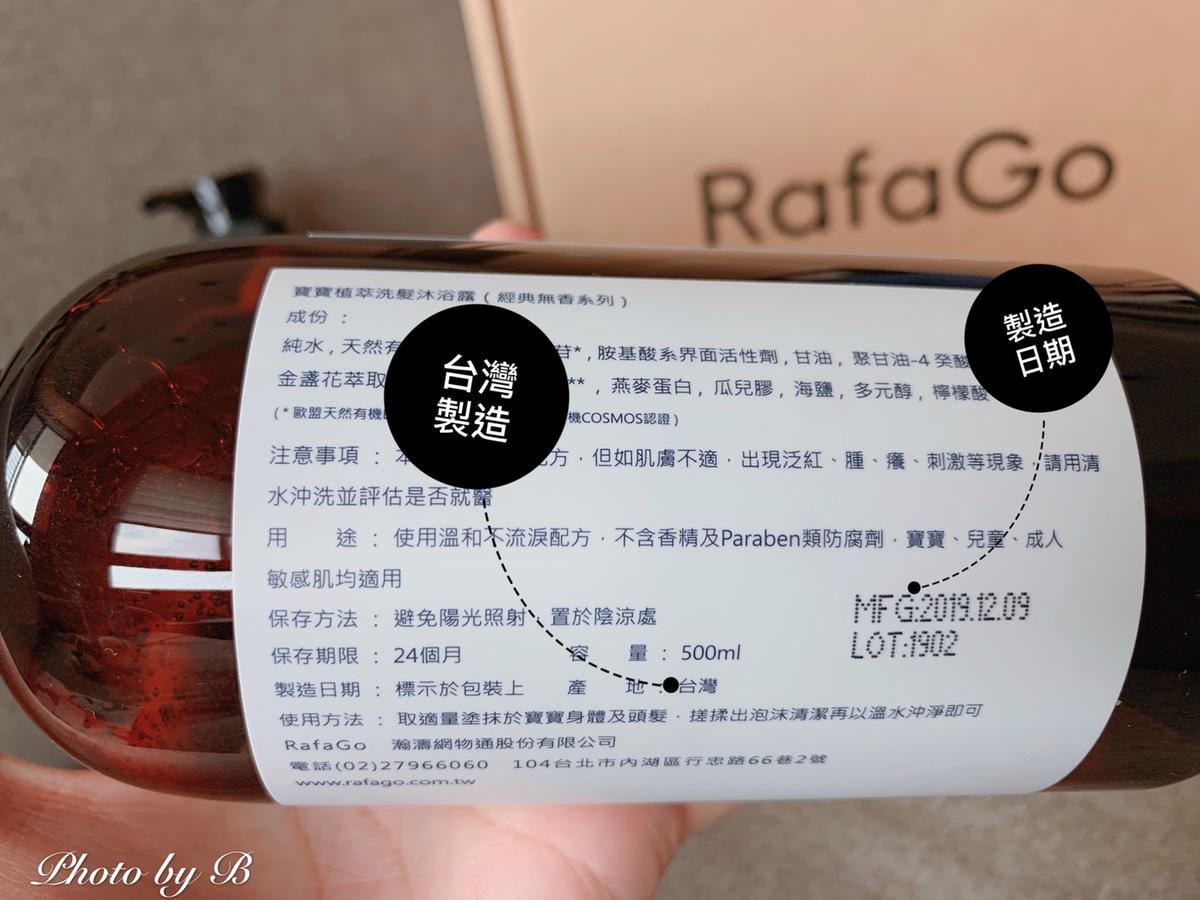 RafaGo
寶寶植萃洗髮沐浴露（經典無香系列）
成份：
純水，天然 苷*，胺基酸系界面活性劑，甘油，聚甘油-4 癸酸
金盞花萃取 **，燕麥蛋白，瓜兒膠，海鹽，多元醇，檸檬酸
(* 歐盟天然有機 機COSMOS認證)
注意事項： 方，但如肌膚不適，出現泛紅、腫、癢、刺激等現象，請用清
水沖洗並評估是否就醫
用 途：使用溫和不流淚配方，不含香精及Paraben類防腐劑，寶寶、兒童、成人
敏感肌均適用
保存方法：避免陽光照射，置於陰涼處
保存期限：24個月 容 量：500ml
製造日期：標示於包裝上 產 地：台灣
使用方法：取適量塗抹於寶寶身體及頭髮，搓揉出泡沫清潔再以溫水沖淨即可
RafaGo 瀚濤網物通股份有限公司
電話(02)27966060 104台北市內湖區行忠路66巷2號
www.rafago.com.tw
MFG:2019.12.09
LOT:1902
台灣
製造
製造
日期
Photo by B